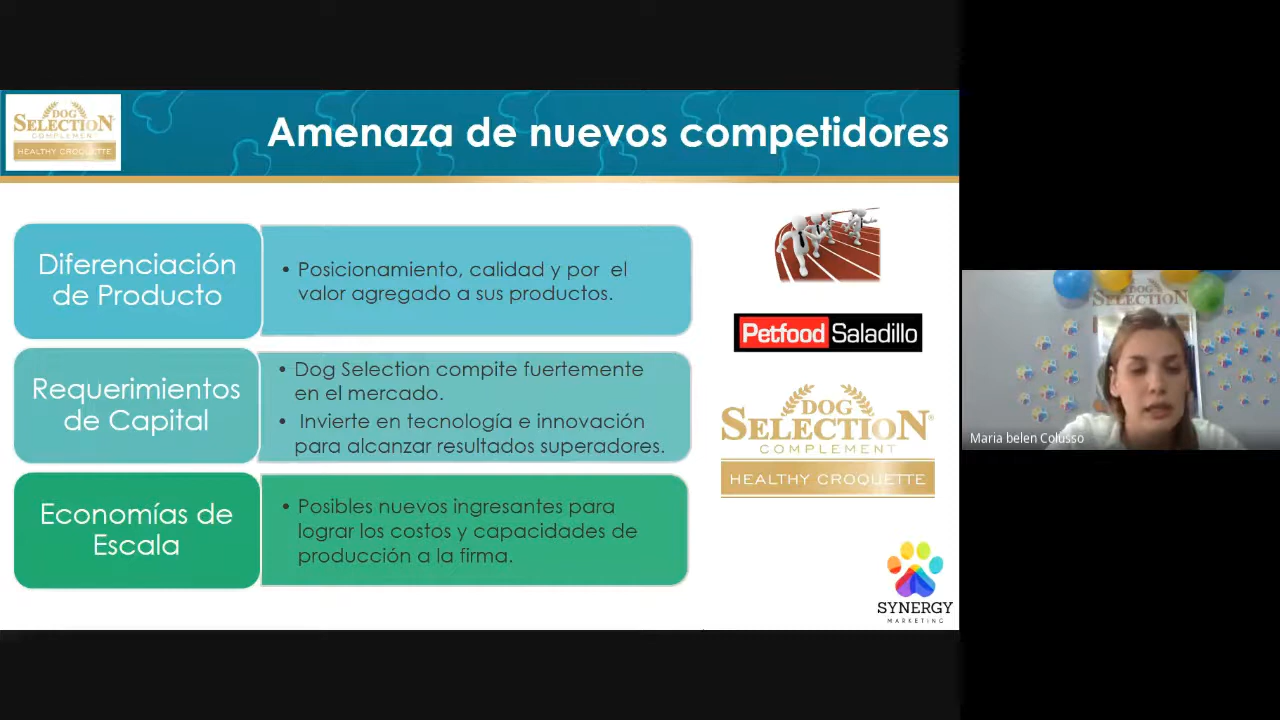 DOG
SELECTION
COMPLEMENT
HEALTHY CROQUETTE
Amenaza de nuevos competidores
Diferenciación
de Producto
• Posicionamiento, calidad y por el
valor agregado a sus productos.
Requerimientos
de Capital
• Dog Selection compite fuertemente
en el mercado.
• Invierte en tecnología e innovación
para alcanzar resultados superadores.
Economías de
Escala
• Posibles nuevos ingresantes para
lograr los costos y capacidades de
producción a la firma.
Petfood Saladillo
DOG
SELECTION®
COMPLEMENT
HEALTHY CROQUETTE
SYNERGY
MARKETING
DOG
SELECTION
Maria belen Colusso